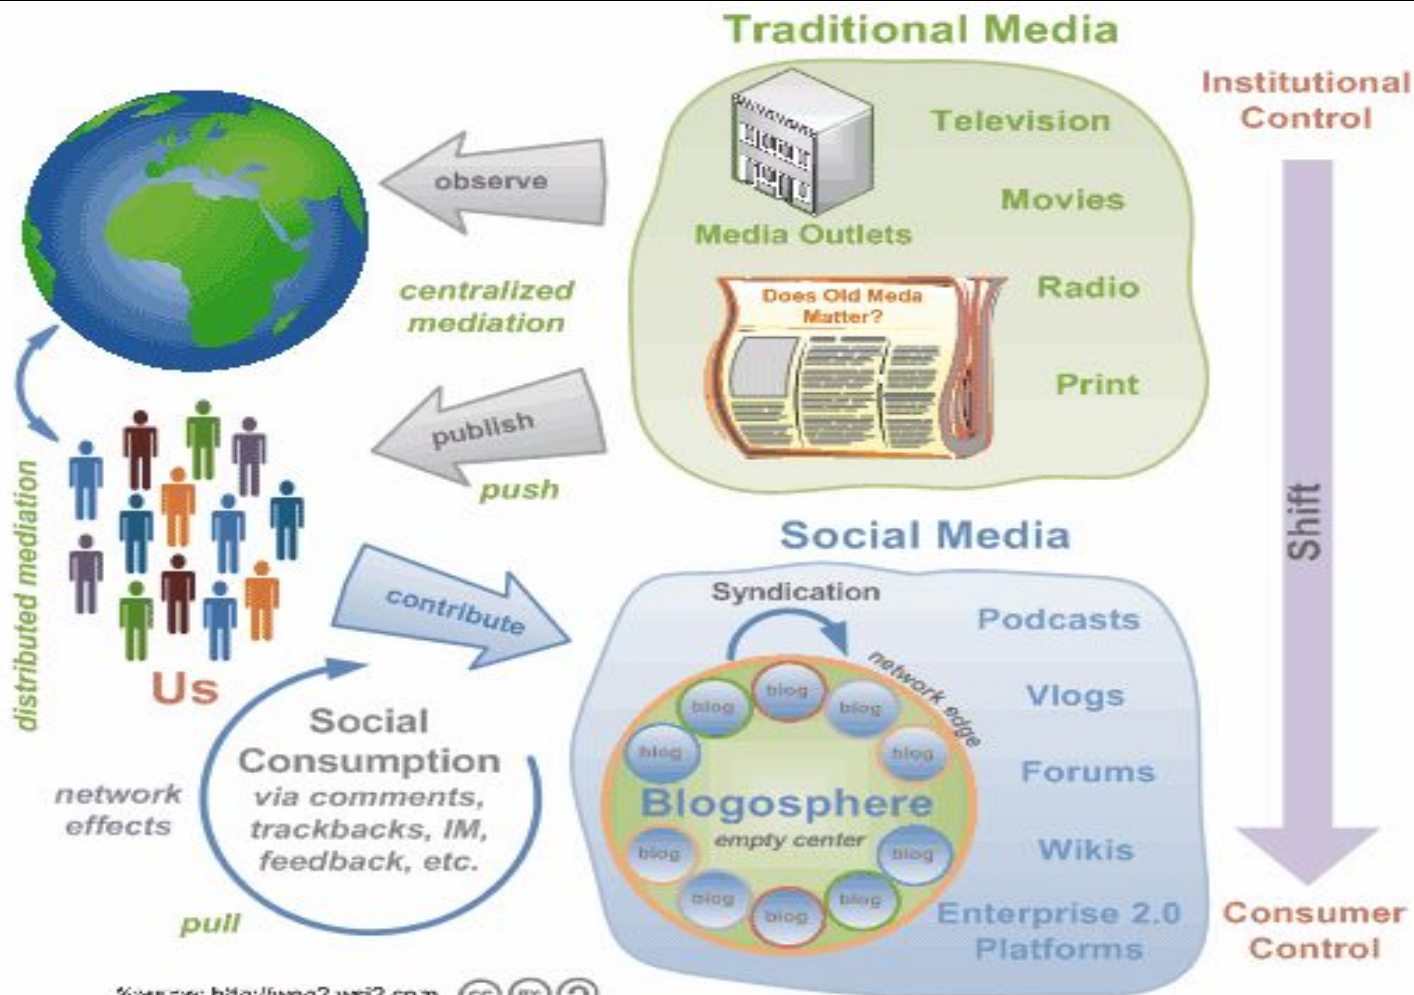 Traditional Media
Institutional
Control
Television
Movies
Media Outlets
Radio
Print
Does Old Meda
Matter?
observe
centralized
mediation
publish
push
distributed mediation
Us
contribute
Social Media
Syndication
network edge
blog
blog
blog
blog
blog
Blogosphere
empty center
blog
blog
blog
blog
blog
Podcasts
Vlogs
Forums
Wikis
Enterprise 2.0
Platforms
Social
Consumption
via comments,
trackbacks, IM,
feedback, etc.
network
effects
pull
Shift
Consumer
Control
CC BY